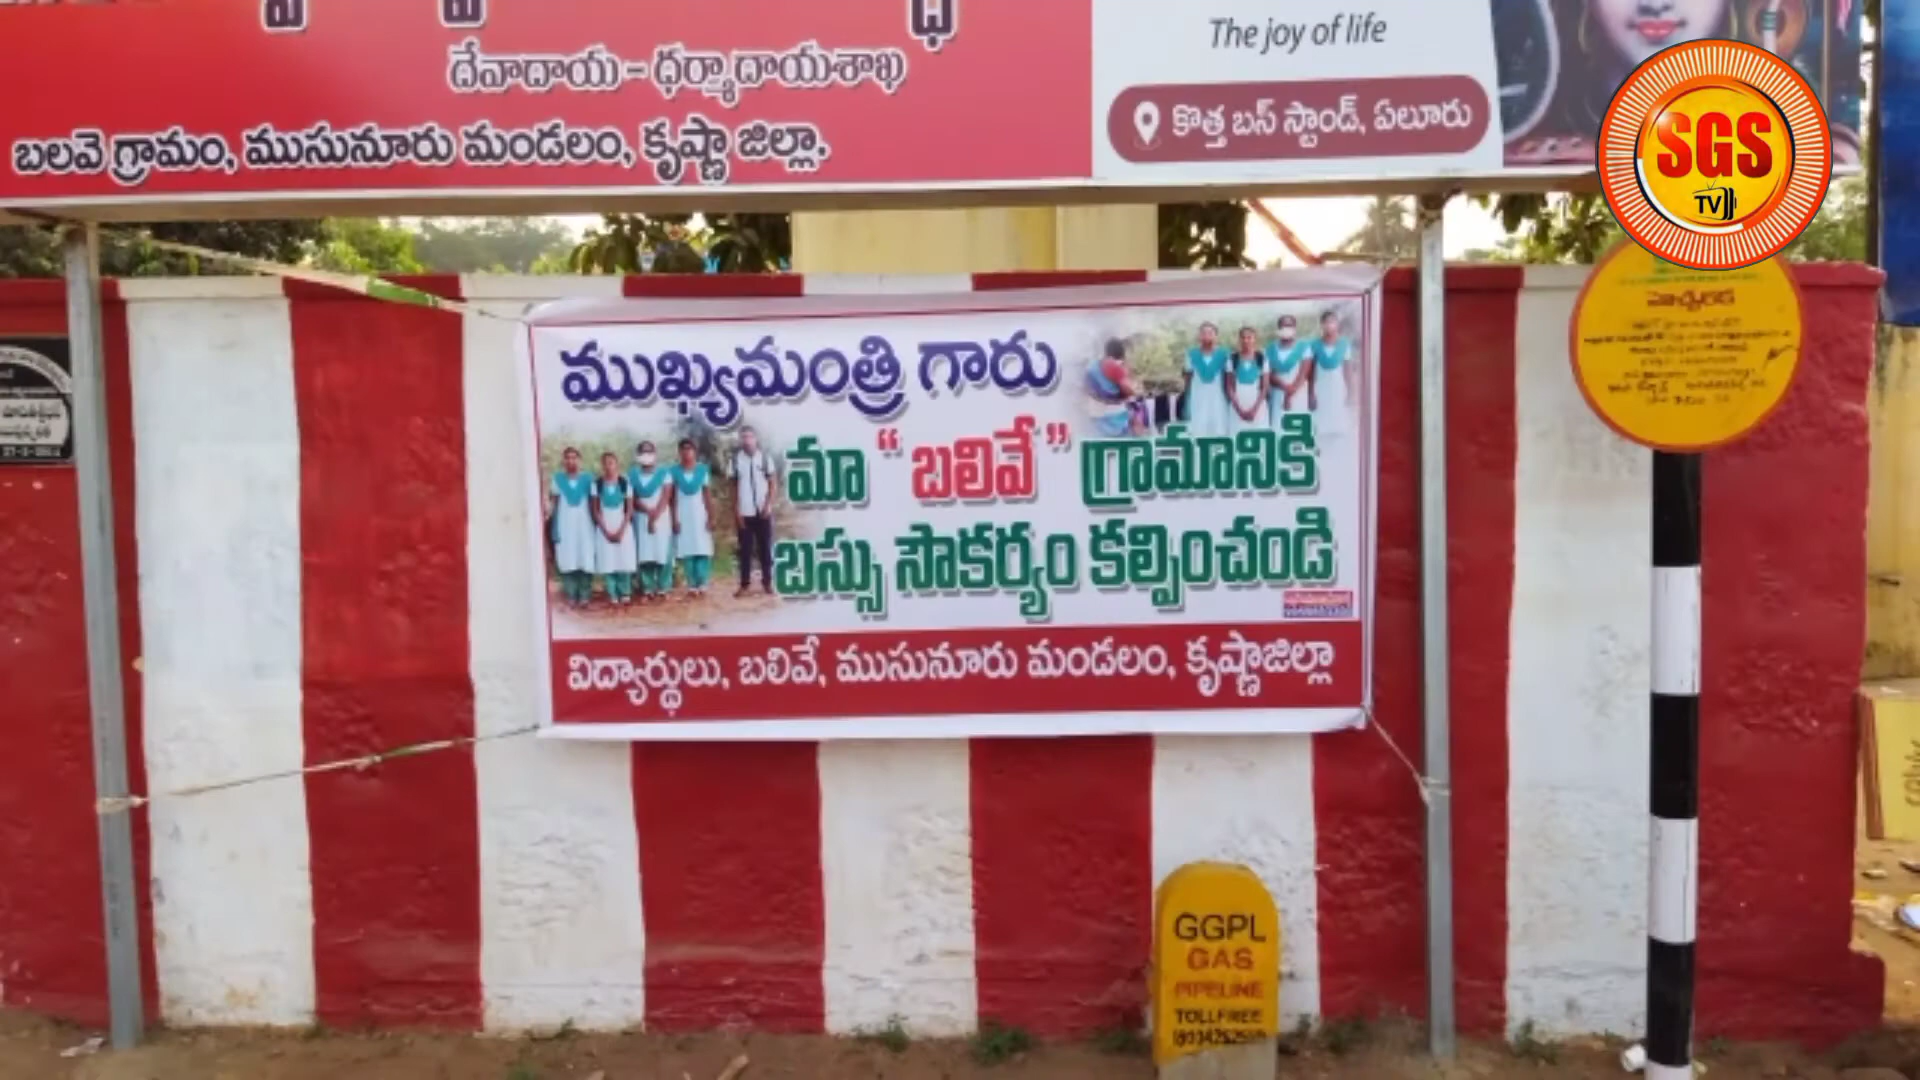 దేవాదాయ - ధర్మాదాయశాఖ
బలవె గ్రామం, ముసునూరు మండలం, కృష్ణా జిల్లా.
The joy of life
కొత్త బస్ స్టాండ్, ఏలూరు
SGS
TV
ముఖ్యమంత్రి గారు
మా "బలివే" గ్రామానికి
బస్సు సౌకర్యం కల్పించండి
విద్యార్థులు, బలివే, ముసునూరు మండలం, కృష్ణాజిల్లా
హెచ్చరిక
GGPL
GAS
PIPELINE
TOLLFREE